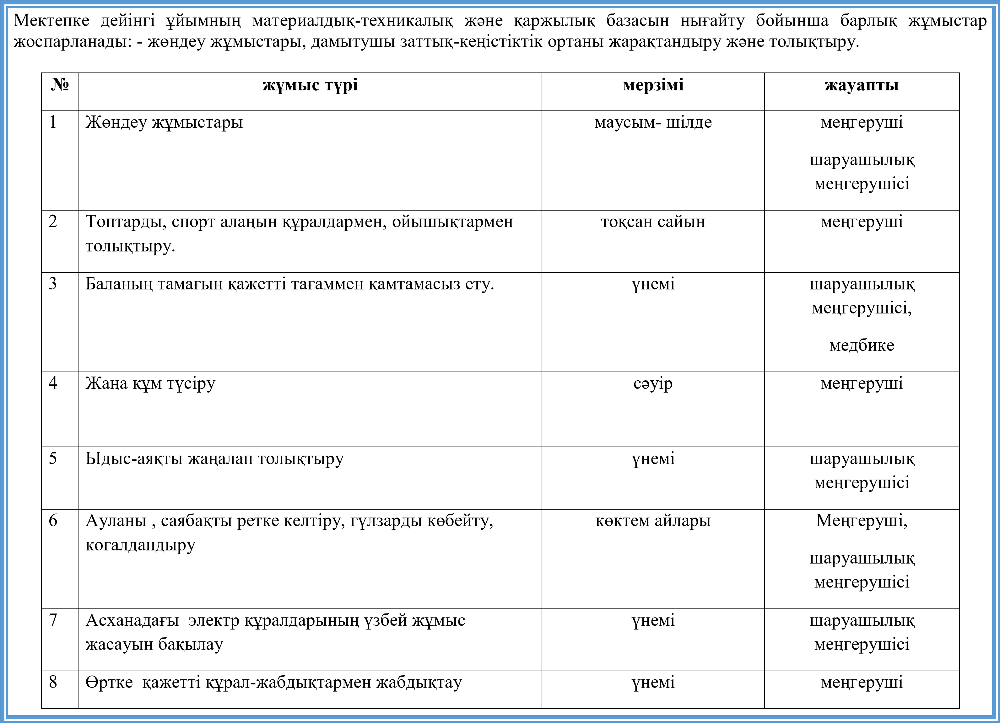 Мектепке дейінгі ұйымның материалдық-техникалық және қаржылық базасын нығайту бойынша барлық жұмыстар
жоспарланады: - жөндеу жұмыстары, дамытушы заттық-кеңістіктік ортаны жарақтандыру және толықтыру.
№ жұмыс түрі мерзімі жауапты
1 Жөндеу жұмыстары маусым- шілде меңгеруші
шаруашылық
меңгерушісі
2 Топтарды, спорт алаңын құралдармен, ойышықтармен тоқсан сайын меңгеруші
толықтыру.
3 Баланың тамағын қажетті тағаммен қамтамасыз ету. үнемі шаруашылық
меңгерушісі,
медбике
4 Жаңа құм түсіру сәуір меңгеруші
5 Ыдыс-аяқты жаңалап толықтыру үнемі шаруашылық
меңгерушісі
6 Ауланы , саябақты ретке келтіру, гүлзарды көбейту, көктем айлары Меңгеруші,
көгалдандыру
шаруашылық
меңгерушісі
7 Асханадағы  электр құралдарының үзбей жұмыс үнемі шаруашылық
жасауын бақылау меңгерушісі
8 Өртке  қажетті құрал-жабдықтармен жабдықтау үнемі меңгеруші